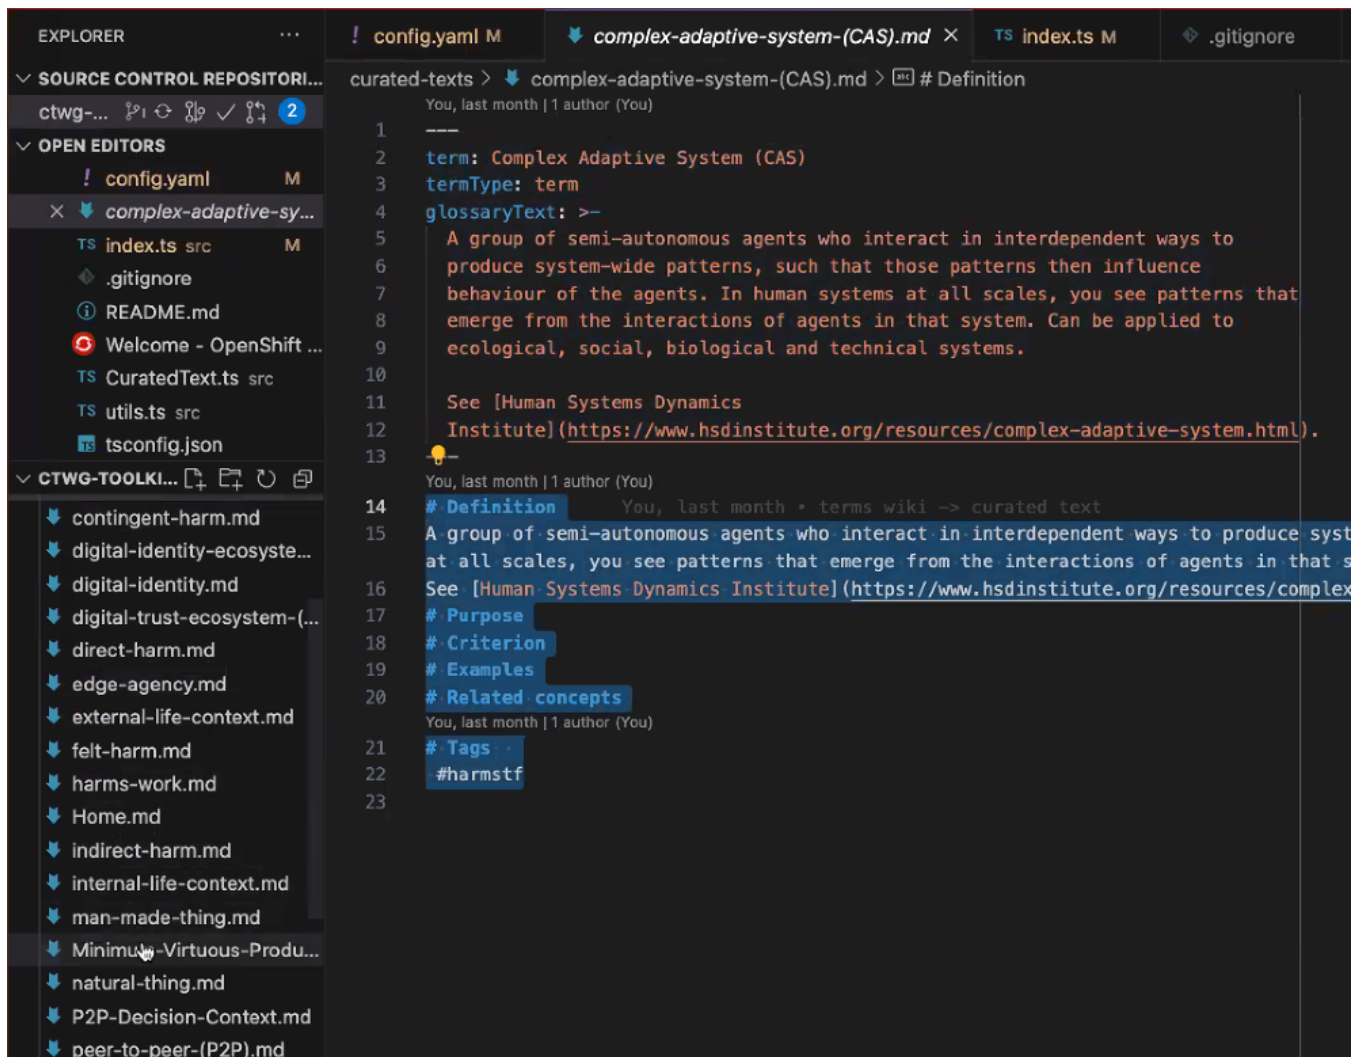 EXPLORER ...
! config.yaml M
complex-adaptive-system-(CAS).md ×
TS index.ts M
.gitignore
SOURCE CONTROL REPOSITORI...
ctwg-... 2
OPEN EDITORS
! config.yaml M
× complex-adaptive-sy...
TS index.ts src M
.gitignore
README.md
Welcome - OpenShift ...
TS CuratedText.ts src
TS utils.ts src
TS tsconfig.json
CTWG-TOOLKI...
contingent-harm.md
digital-identity-ecosyste...
digital-identity.md
digital-trust-ecosystem-(...
direct-harm.md
edge-agency.md
external-life-context.md
felt-harm.md
harms-work.md
Home.md
indirect-harm.md
internal-life-context.md
man-made-thing.md
-Virtuous-Produ...
natural-thing.md
P2P-Decision-Context.md
peer-to-peer-(P2P).md
curated-texts > complex-adaptive-system-(CAS).md > abc # Definition
You, last month | 1 author (You)
1 ---
2 term: Complex Adaptive System (CAS)
3 termType: term
4 glossaryText: >-
5 A group of semi-autonomous agents who interact in interdependent ways to
6 produce system-wide patterns, such that those patterns then influence
7 behaviour of the agents. In human systems at all scales, you see patterns that
8 emerge from the interactions of agents in that system. Can be applied to
9 ecological, social, biological and technical systems.
10
11 See [Human Systems Dynamics
12 Institute](https://www.hsdinstitute.org/resources/complex-adaptive-system.html).
13 ---
You, last month | 1 author (You)
14 # Definition You, last month • terms wiki -> curated text
15 A group of semi-autonomous agents who interact in interdependent ways to produce syst
at all scales, you see patterns that emerge from the interactions of agents in that s
16 See [Human Systems Dynamics Institute](https://www.hsdinstitute.org/resources/complex
17 # Purpose
18 # Criterion
19 # Examples
20 # Related concepts
You, last month | 1 author (You)
21 # Tags
22 #harmstf
23